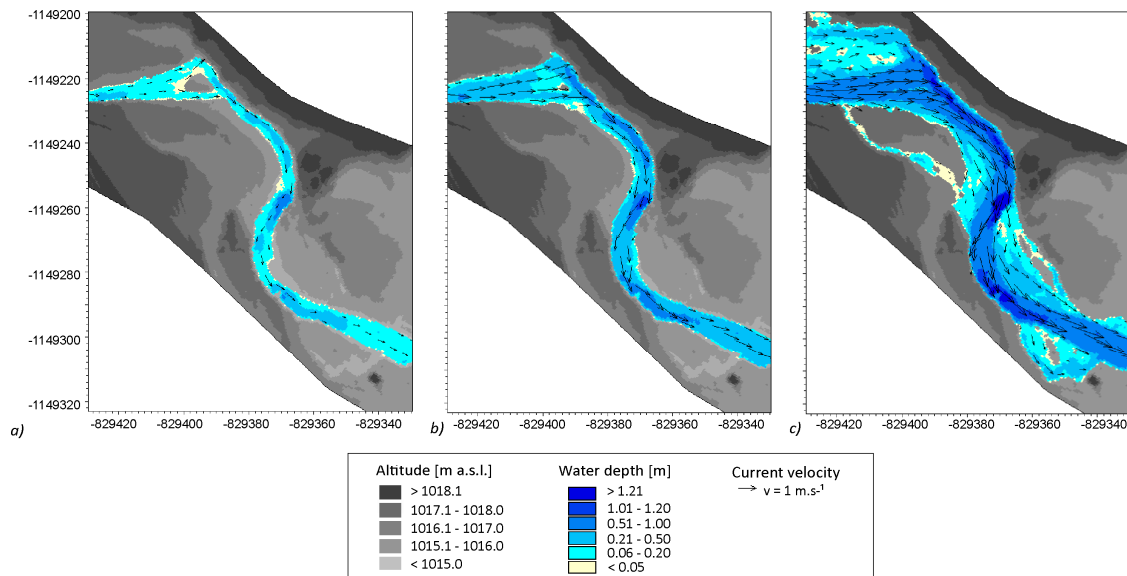 -1149200
-1149220
-1149240
-1149260
-1149280
-1149300
-1149320
a)
-829420 -829400 -829380 -829360 -829340
b)
-829420 -829400 -829380 -829360 -829340
c)
-829420 -829400 -829380 -829360 -829340
Altitude [m a.s.l.]
> 1018.1
1017.1 - 1018.0
1016.1 - 1017.0
1015.1 - 1016.0
< 1015.0
Water depth [m]
> 1.21
1.01 - 1.20
0.51 - 1.00
0.21 - 0.50
0.06 - 0.20
< 0.05
Current velocity
v = 1 m.s⁻¹